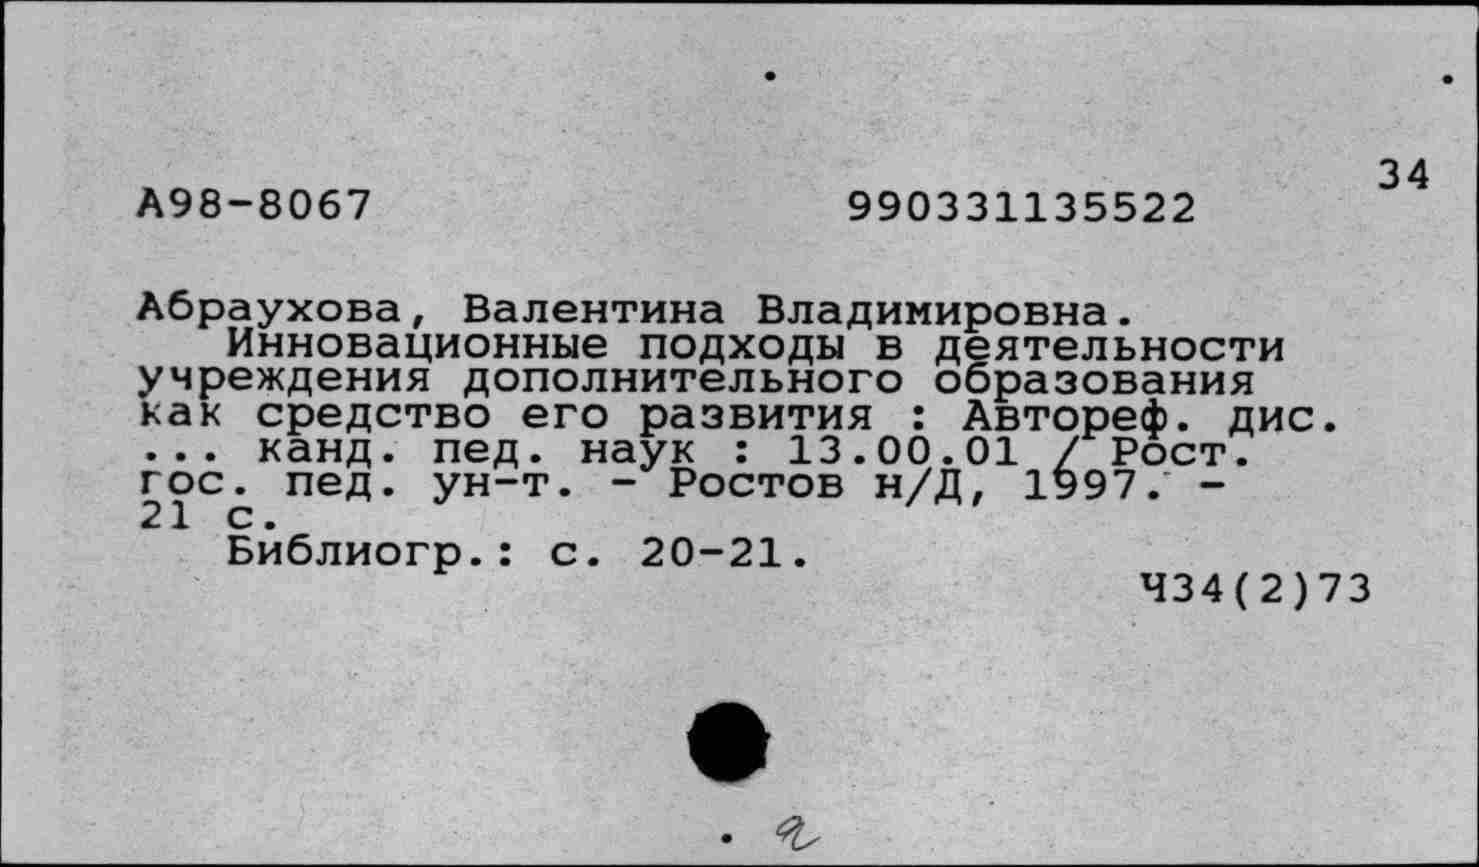 34
А98-8067 990331135522
Абраухова, Валентина Владимировна.
Инновационные подходы в деятельности
учреждения дополнительного образования
как средство его развития : Автореф. дис.
... канд. пед. наук : 13.00.01 / Рост.
гос. пед. ун-т. - Ростов н/Д, 1997. -
21 с.
Библиогр.: с. 20-21.
Ч34(2)73